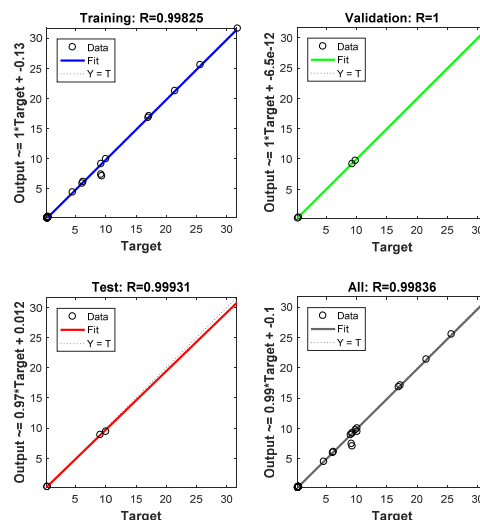 Training: R=0.99825
Output ~= 1*Target + -0.13
30
25
20
15
10
5
Data
Fit
Y = T
5 10 15 20 25 30
Target
Validation: R=1
Output ~= 1*Target + -6.5e-12
30
25
20
15
10
5
Data
Fit
Y = T
5 10 15 20 25 30
Target
Test: R=0.99931
Output ~= 0.97*Target + 0.012
30
25
20
15
10
5
Data
Fit
Y = T
5 10 15 20 25 30
Target
All: R=0.99836
Output ~= 0.99*Target + -0.1
30
25
20
15
10
5
Data
Fit
Y = T
5 10 15 20 25 30
Target